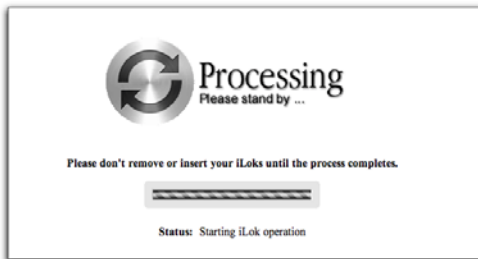 Processing
Please stand by ...
Please don't remove or insert your iLoks until the process completes.
Status: Starting iLok operation